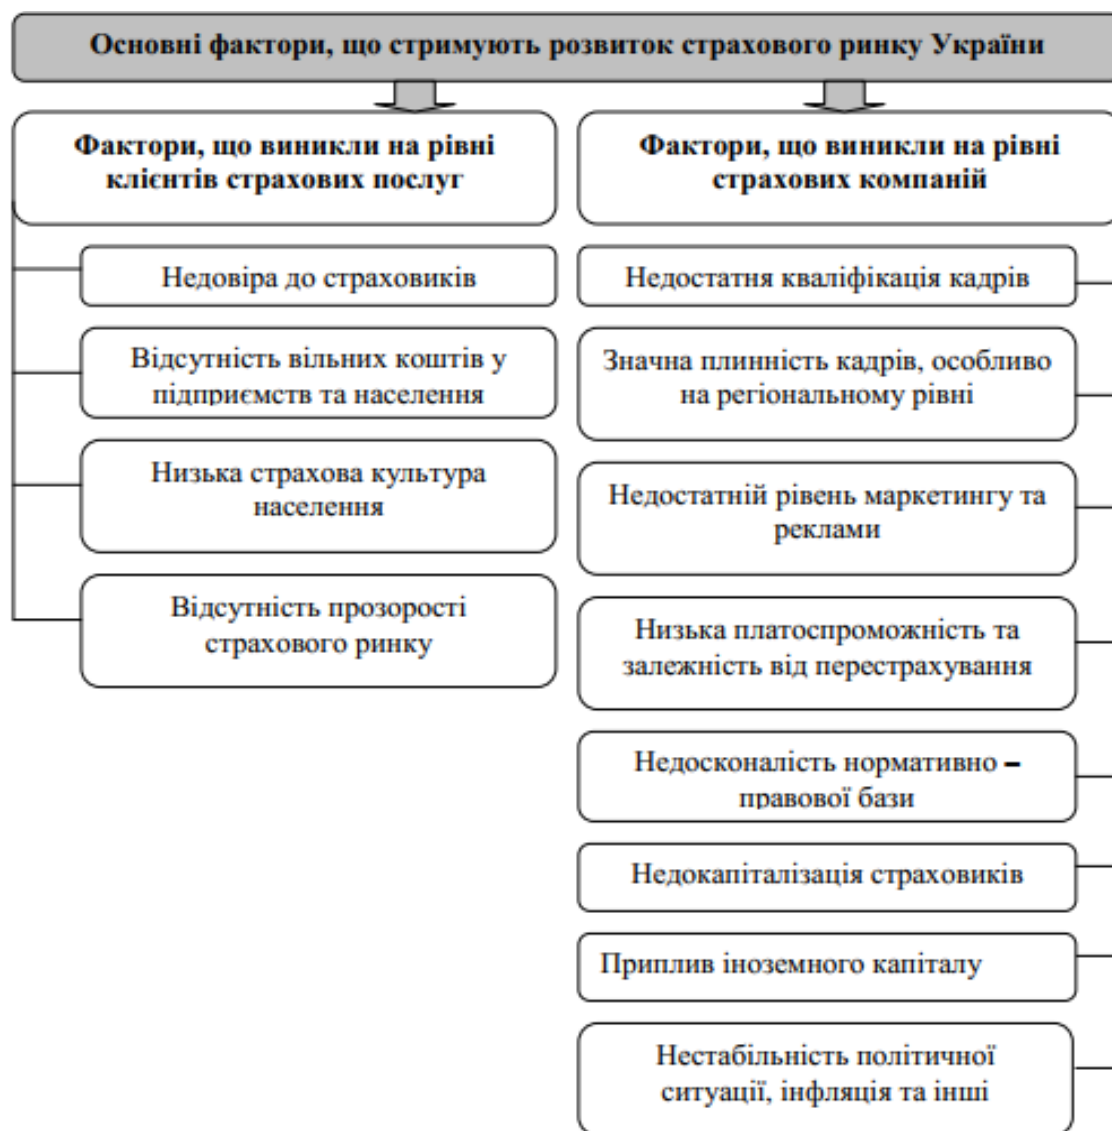 Основні фактори, що стримують розвиток страхового ринку України
Фактори, що виникли на рівні
клієнтів страхових послуг
Недовіра до страховиків
Відсутність вільних коштів у
підприємств та населення
Низька страхова культура
населення
Відсутність прозорості
страхового ринку
Фактори, що виникли на рівні
страхових компаній
Недостатня кваліфікація кадрів
Значна плинність кадрів, особливо
на регіональному рівні
Недостатній рівень маркетингу та
реклами
Низька платоспроможність та
залежність від перестрахування
Недосконалість нормативно –
правової бази
Недокапіталізація страховиків
Приплив іноземного капіталу
Нестабільність політичної
ситуації, інфляція та інші